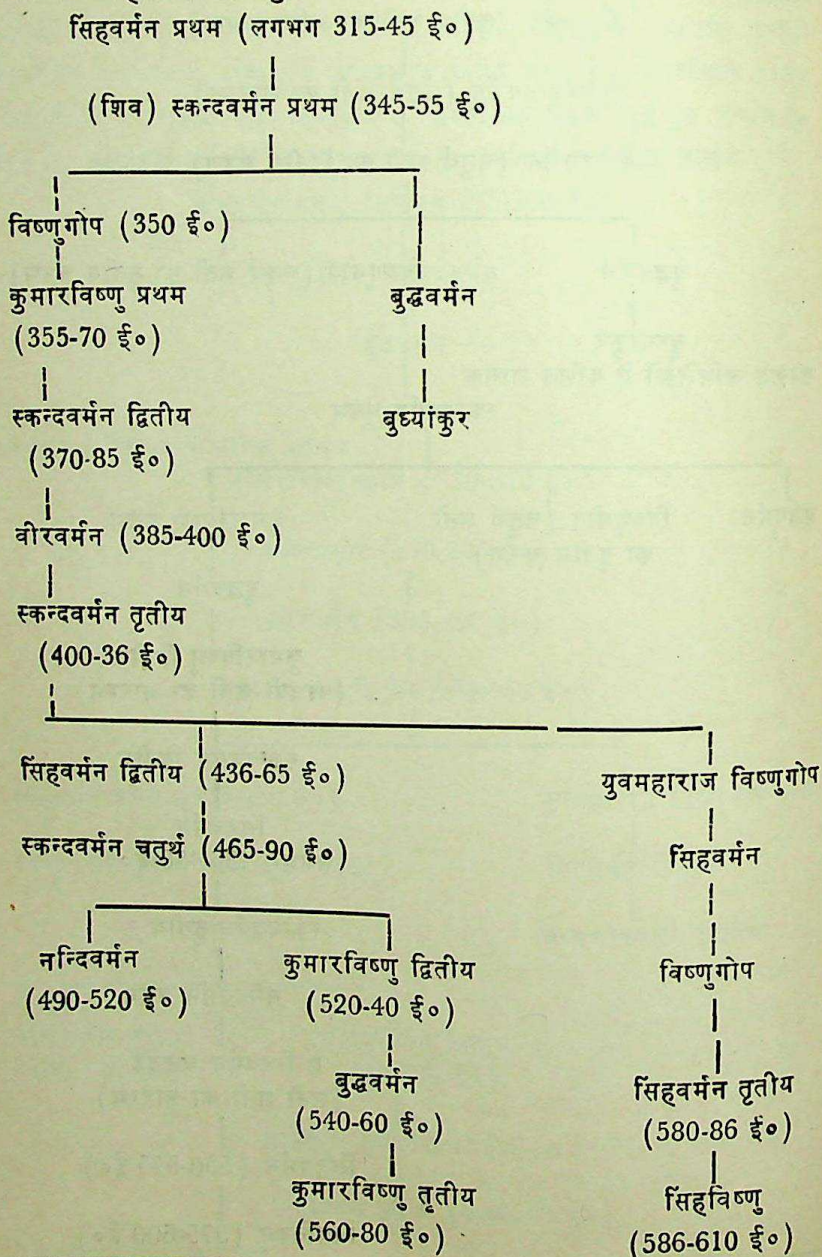 सिंहवर्मन प्रथम (लगभग 315-45 ई०)
(शिव) स्कन्दवर्मन प्रथम (345-55 ई०)
विष्णुगोप (350 ई०)
कुमारविष्णु प्रथम बुद्धवर्मन
(355-70 ई०)
स्कन्दवर्मन द्वितीय बुध्यांकुर
(370-85 ई०)
वीरवर्मन (385-400 ई०)
स्कन्दवर्मन तृतीय
(400-36 ई०)
सिंहवर्मन द्वितीय (436-65 ई०) युवमहाराज विष्णुगोप
स्कन्दवर्मन चतुर्थ (465-90 ई०) सिंहवर्मन
नन्दिवर्मन कुमारविष्णु द्वितीय विष्णुगोप
(490-520 ई०) (520-40 ई०)
बुद्धवर्मन सिंहवर्मन तृतीय
(540-60 ई०) (580-86 ई०)
कुमारविष्णु तृतीय सिंहविष्णु
(560-80 ई०) (586-610 ई०)